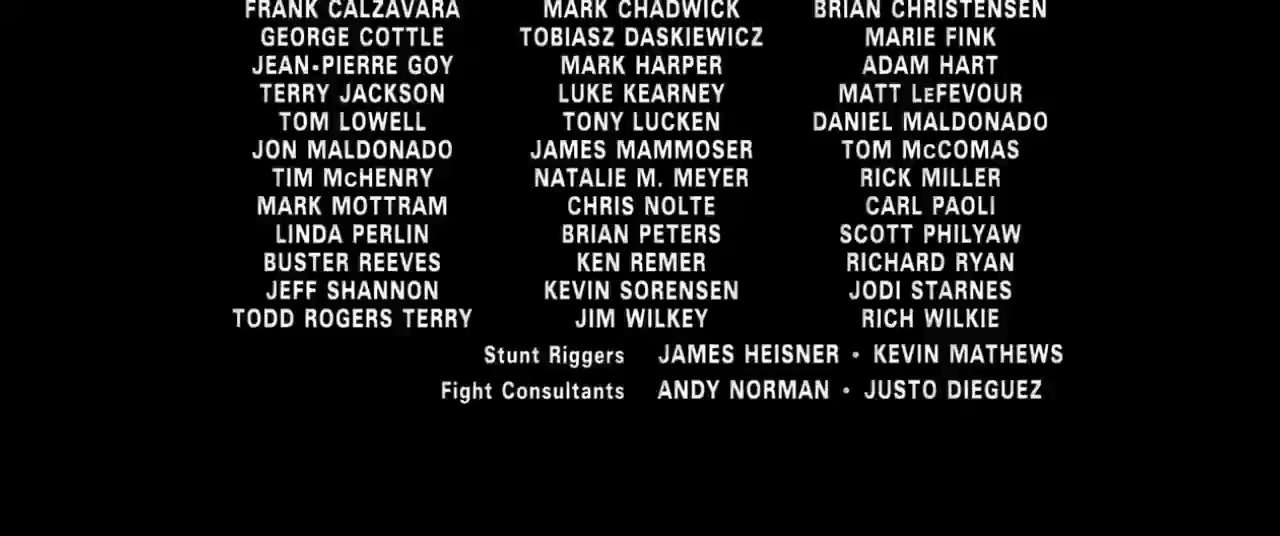 FRANK CALZAVARA MARK CHADWICK BRIAN CHRISTENSEN
GEORGE COTTLE TOBIASZ DASKIEWICZ MARIE FINK
JEAN-PIERRE GOY MARK HARPER ADAM HART
TERRY JACKSON LUKE KEARNEY MATT LeFEVOUR
TOM LOWELL TONY LUCKEN DANIEL MALDONADO
JON MALDONADO JAMES MAMMOSER TOM McCOMAS
TIM McHENRY NATALIE M. MEYER RICK MILLER
MARK MOTTRAM CHRIS NOLTE CARL PAOLI
LINDA PERLIN BRIAN PETERS SCOTT PHILYAW
BUSTER REEVES KEN REMER RICHARD RYAN
JEFF SHANNON KEVIN SORENSEN JODI STARNES
TODD ROGERS TERRY JIM WILKEY RICH WILKIE
Stunt Riggers JAMES HEISNER • KEVIN MATHEWS
Fight Consultants ANDY NORMAN • JUSTO DIEGUEZ